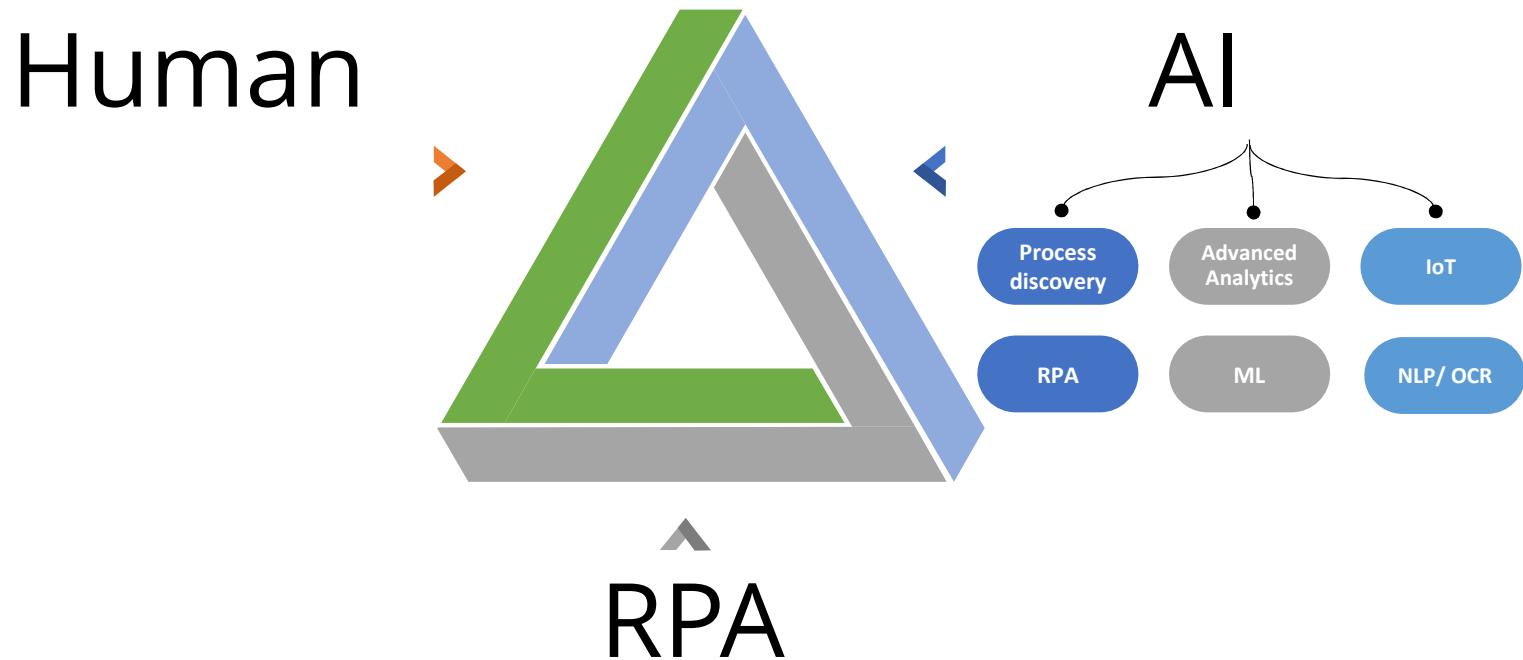 Human
AI
Process
discovery
Advanced
Analytics
IoT
RPA
ML
NLP/ OCR
RPA